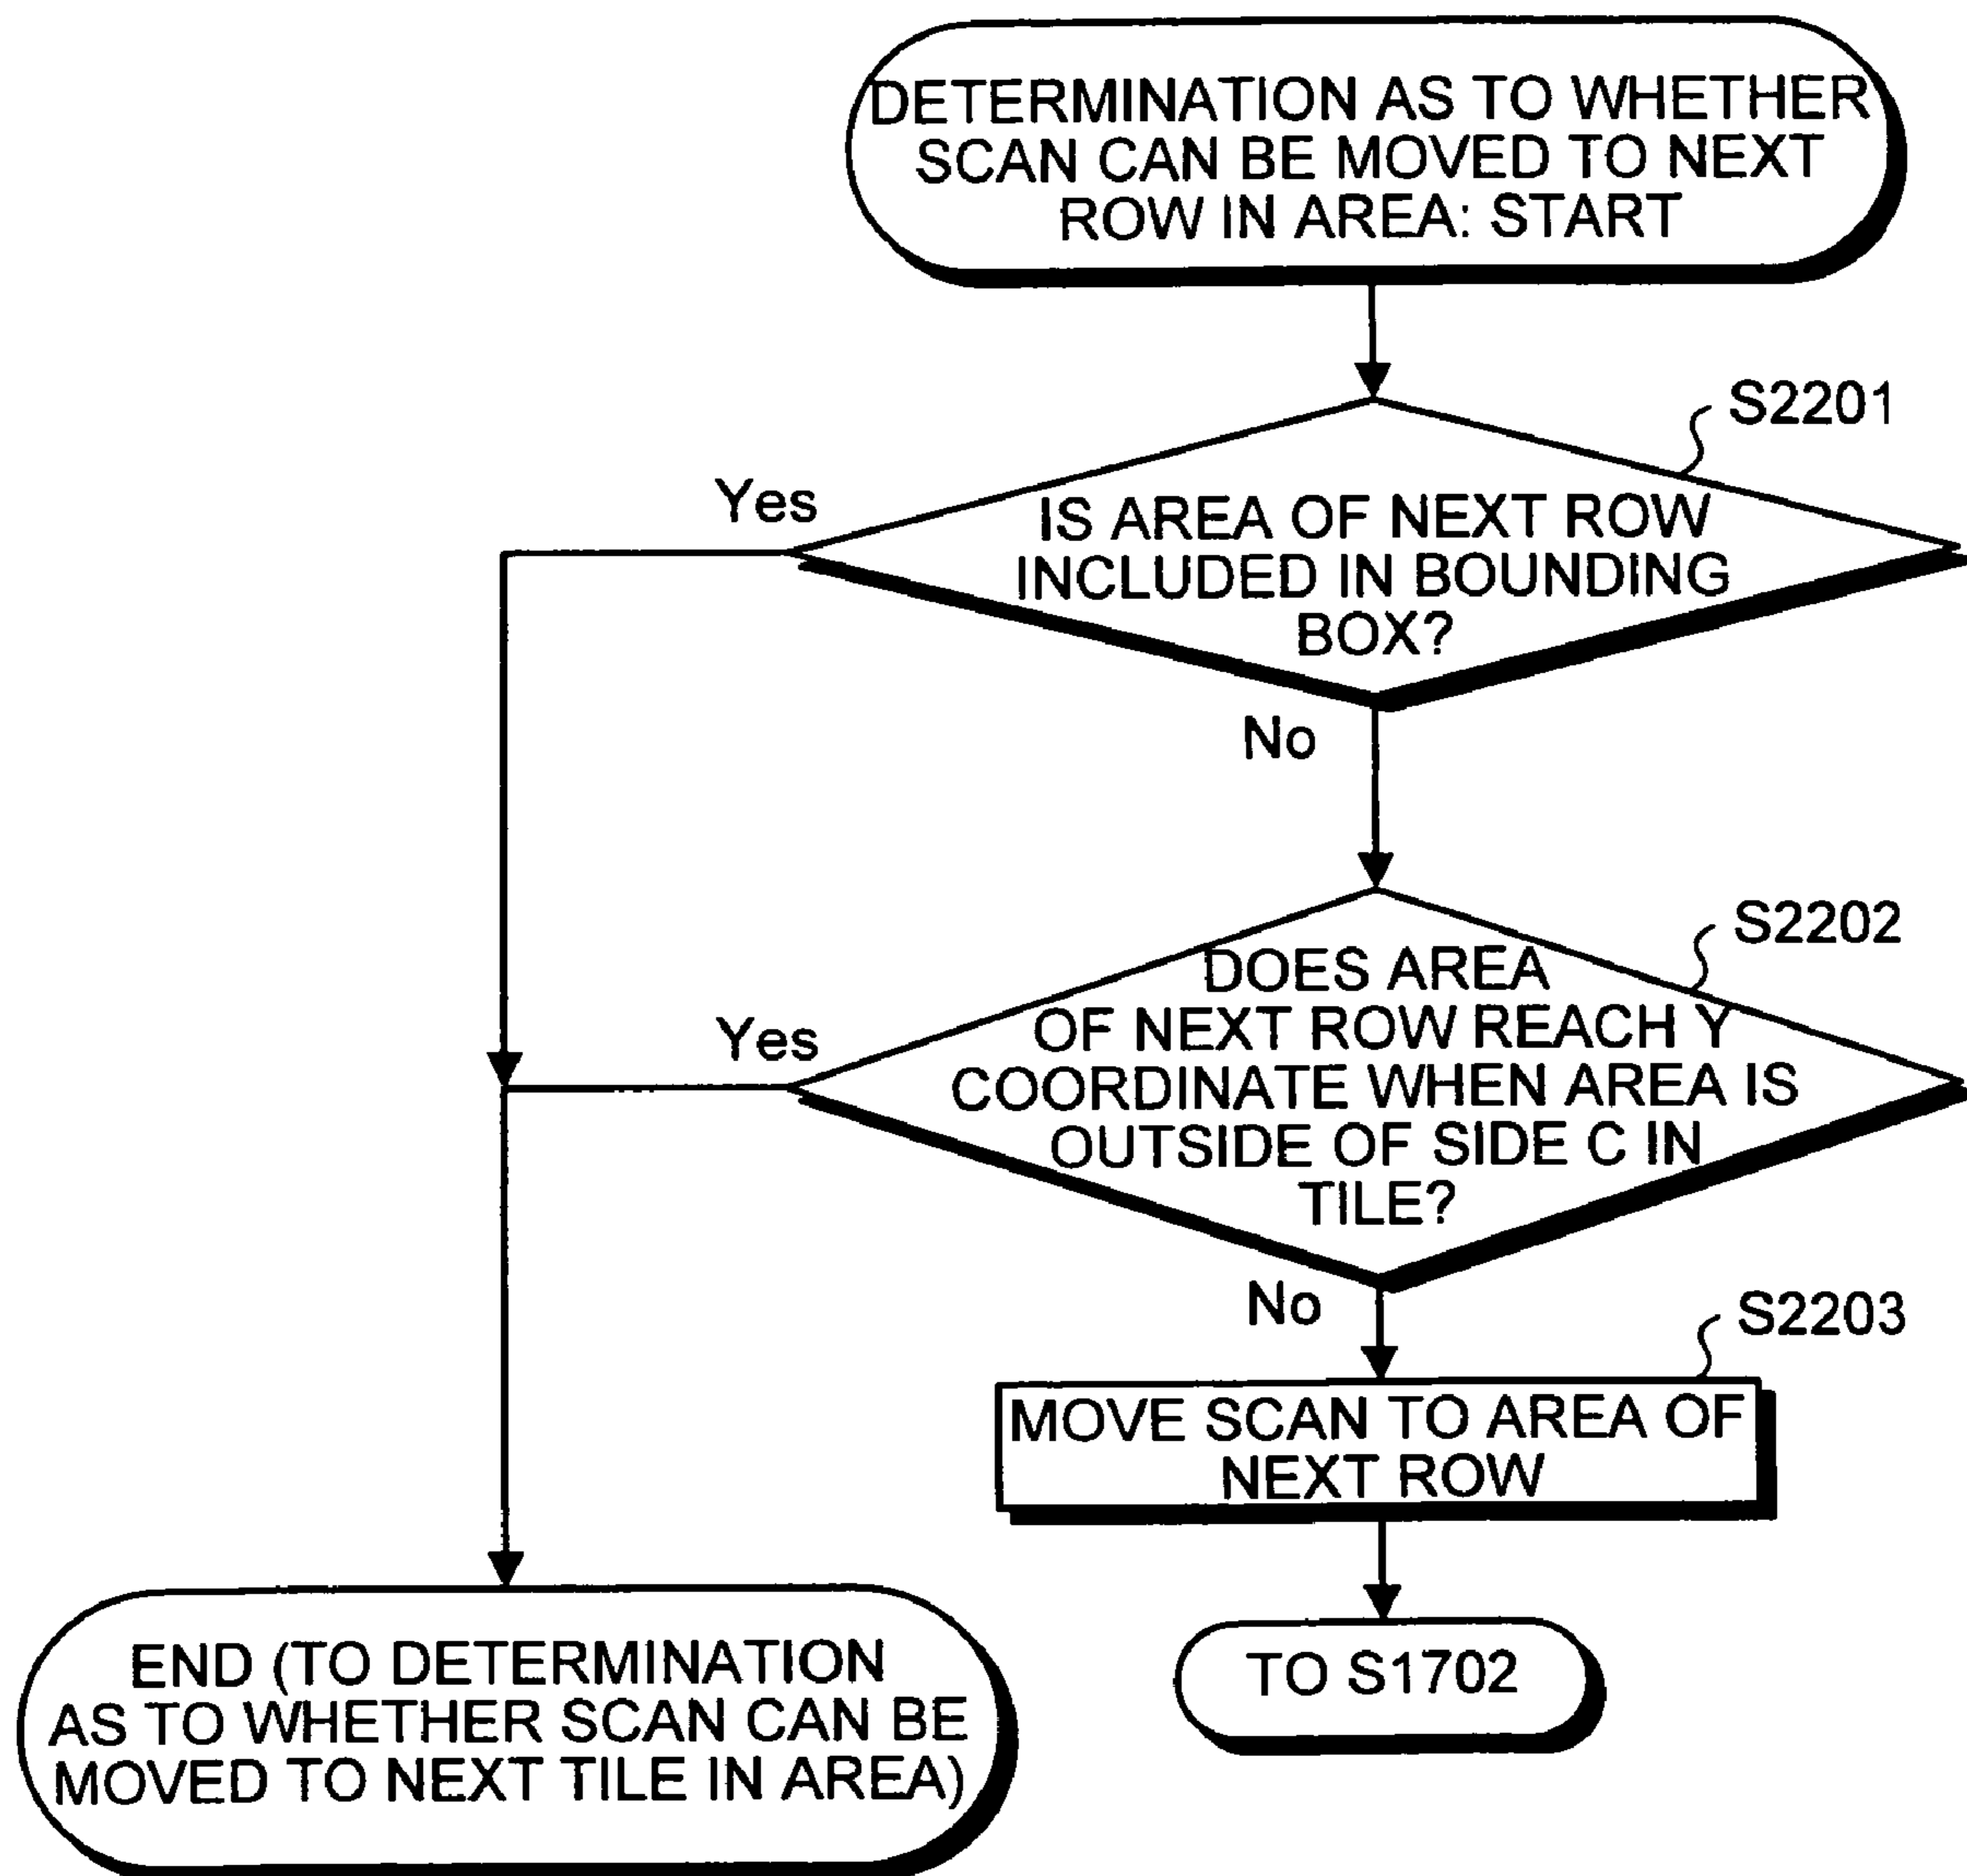 DETERMINATION AS TO WHETHER
SCAN CAN BE MOVED TO NEXT
ROW IN AREA: START
S2201
Yes
IS AREA OF NEXT ROW
INCLUDED IN BOUNDING
BOX?
No
S2202
Yes
DOES AREA
OF NEXT ROW REACH Y
COORDINATE WHEN AREA IS
OUTSIDE OF SIDE C IN
TILE?
No
S2203
MOVE SCAN TO AREA OF
NEXT ROW
END (TO DETERMINATION
AS TO WHETHER SCAN CAN BE
MOVED TO NEXT TILE IN AREA)
TO S1702